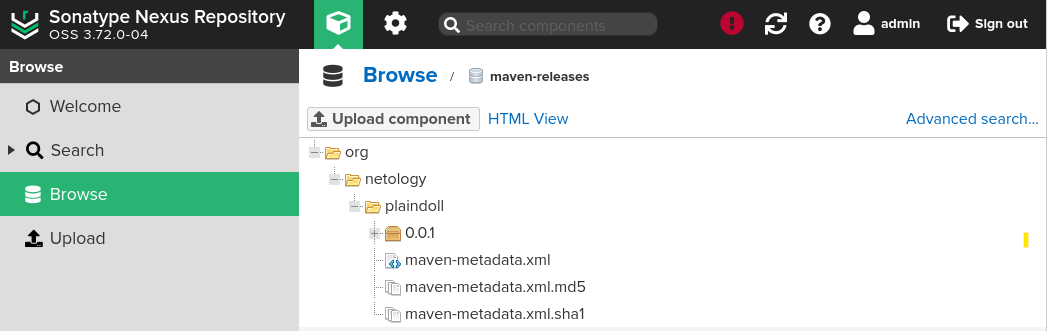 Sonatype Nexus Repository
OSS 3.72.0-04
Search components
admin
Sign out
Browse
Browse / maven-releases
Welcome
Search
Browse
Upload
Upload component
HTML View
Advanced search...
org
netology
plaindoll
0.0.1
maven-metadata.xml
maven-metadata.xml.md5
maven-metadata.xml.sha1